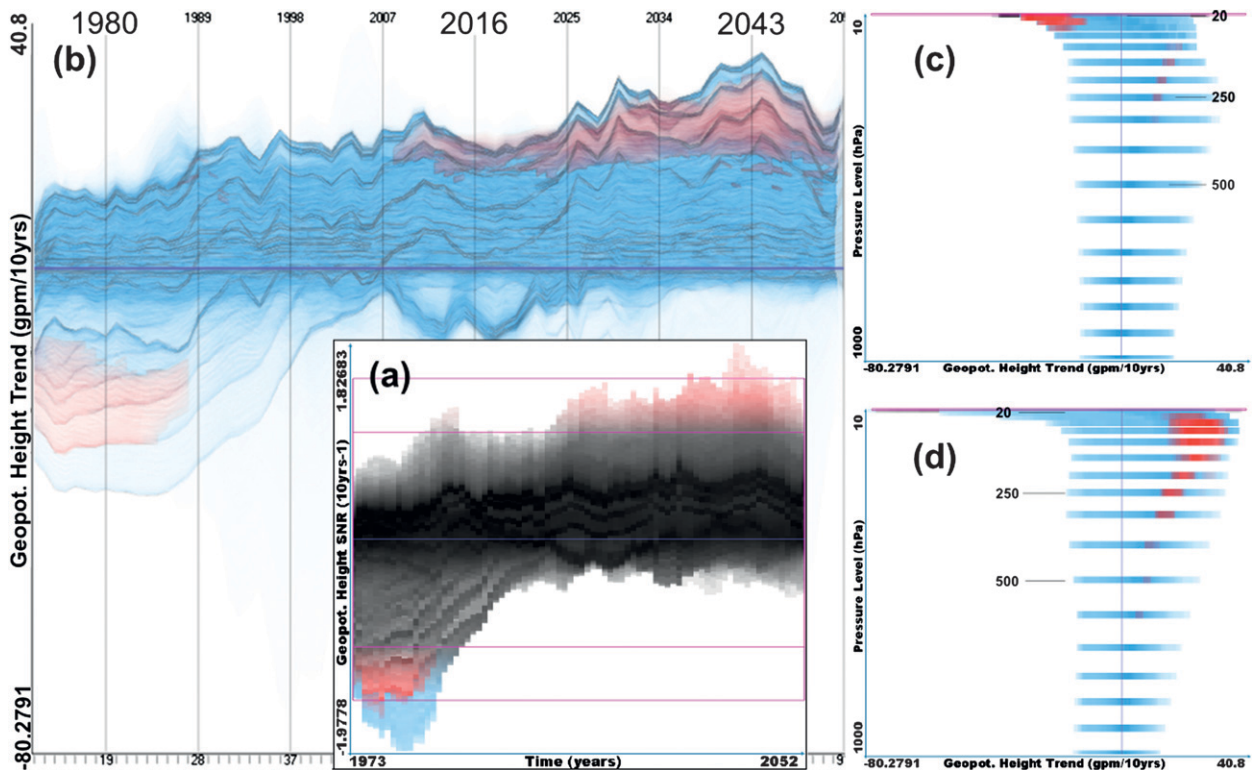 40.8
1980
1989
1998
2007
2016
2025
2034
2043
(b)
Geopot. Height Trend (gpm/10yrs)
-80.2791
19
28
37
9
(a)
1.82683
Geopot. Height SNR (10yrs-1)
-1.9778
1973
Time (years)
2052
(c)
10
20
250
500
Pressure Level (hPa)
1000
-80.2791
Geopot. Height Trend (gpm/10yrs)
40.8
(d)
10
20
250
500
Pressure Level (hPa)
1000
-80.2791
Geopot. Height Trend (gpm/10yrs)
40.8